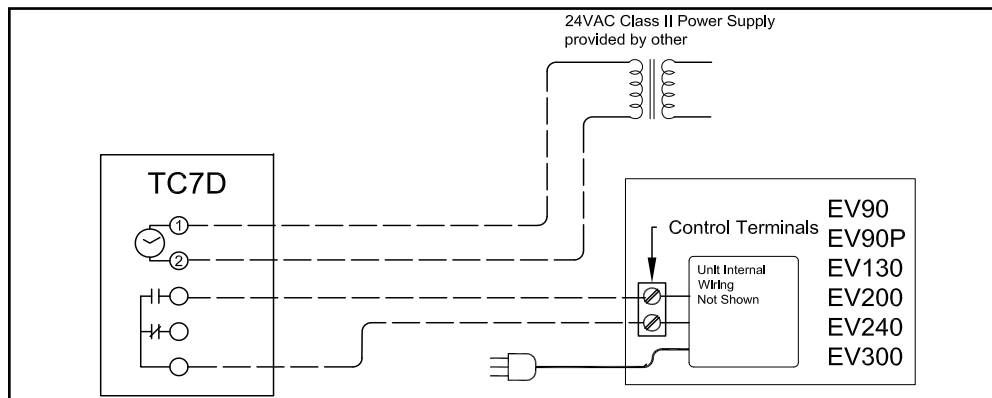 24VAC Class II Power Supply
provided by other
TC7D
1
2
Control Terminals
Unit Internal
Wiring
Not Shown
EV90
EV90P
EV130
EV200
EV240
EV300